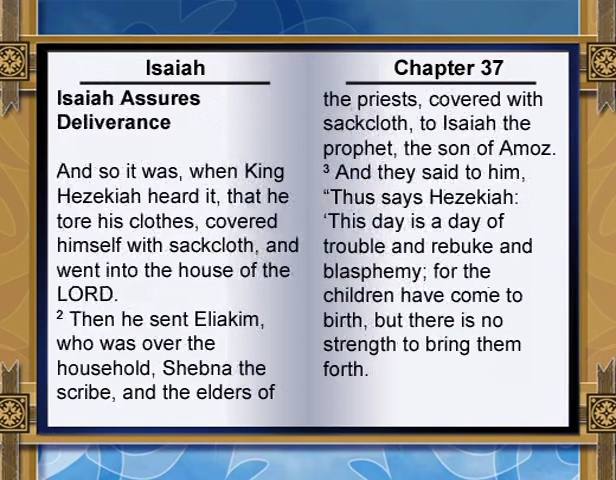 Isaiah
Isaiah Assures
Deliverance
And so it was, when King
Hezekiah heard it, that he
tore his clothes, covered
himself with sackcloth, and
went into the house of the
LORD.
² Then he sent Eliakim,
who was over the
household, Shebna the
scribe, and the elders of
Chapter 37
the priests, covered with
sackcloth, to Isaiah the
prophet, the son of Amoz.
³ And they said to him,
“Thus says Hezekiah:
‘This day is a day of
trouble and rebuke and
blasphemy; for the
children have come to
birth, but there is no
strength to bring them
forth.